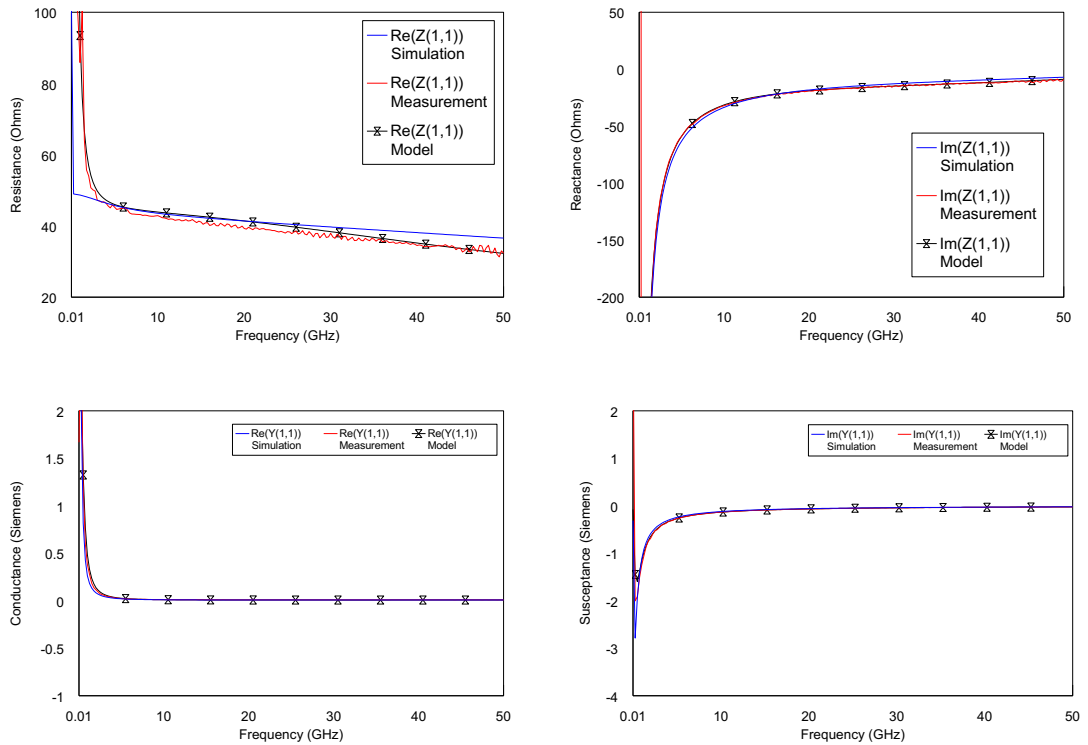 100
80
60
40
20
Resistance (Ohms)
Re(Z(1,1))
Simulation
Re(Z(1,1))
Measurement
Re(Z(1,1))
Model
0.01
10
20
30
40
50
Frequency (GHz)
50
0
-50
-100
-150
-200
Reactance (Ohms)
Im(Z(1,1))
Simulation
Im(Z(1,1))
Measurement
Im(Z(1,1))
Model
0.01
10
20
30
40
50
Frequency (GHz)
2
1.5
1
0.5
0
-0.5
-1
Conductance (Siemens)
Re(Y(1,1)) Re(Y(1,1)) Re(Y(1,1))
Simulation Measurement Model
0.01
10
20
30
40
50
Frequency (GHz)
2
1
0
-1
-2
-3
-4
Susceptance (Siemens)
Im(Y(1,1)) Im(Y(1,1)) Im(Y(1,1))
Simulation Measurement Model
0.01
10
20
30
40
50
Frequency (GHz)